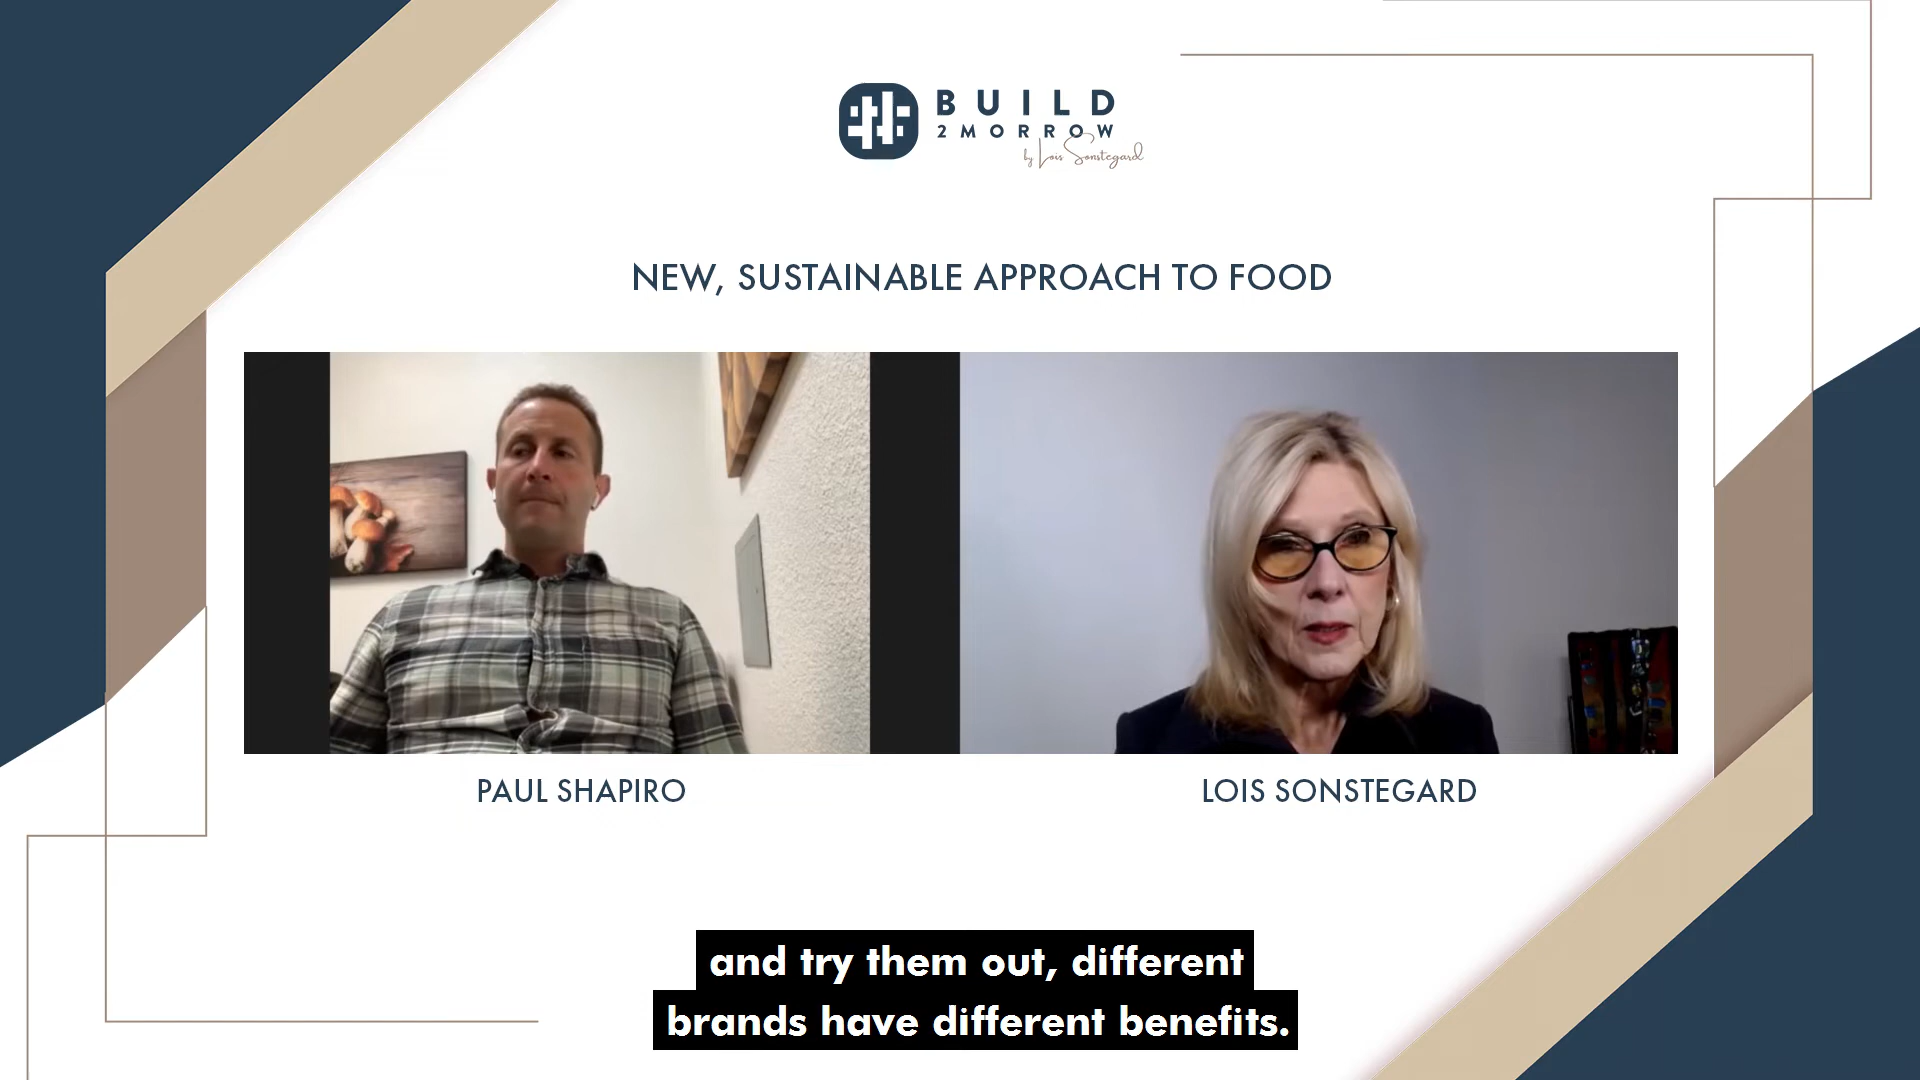 BUILD
2MORROW
by Lois Sonstegard
NEW, SUSTAINABLE APPROACH TO FOOD
PAUL SHAPIRO
LOIS SONSTEGARD
and try them out, different
brands have different benefits.